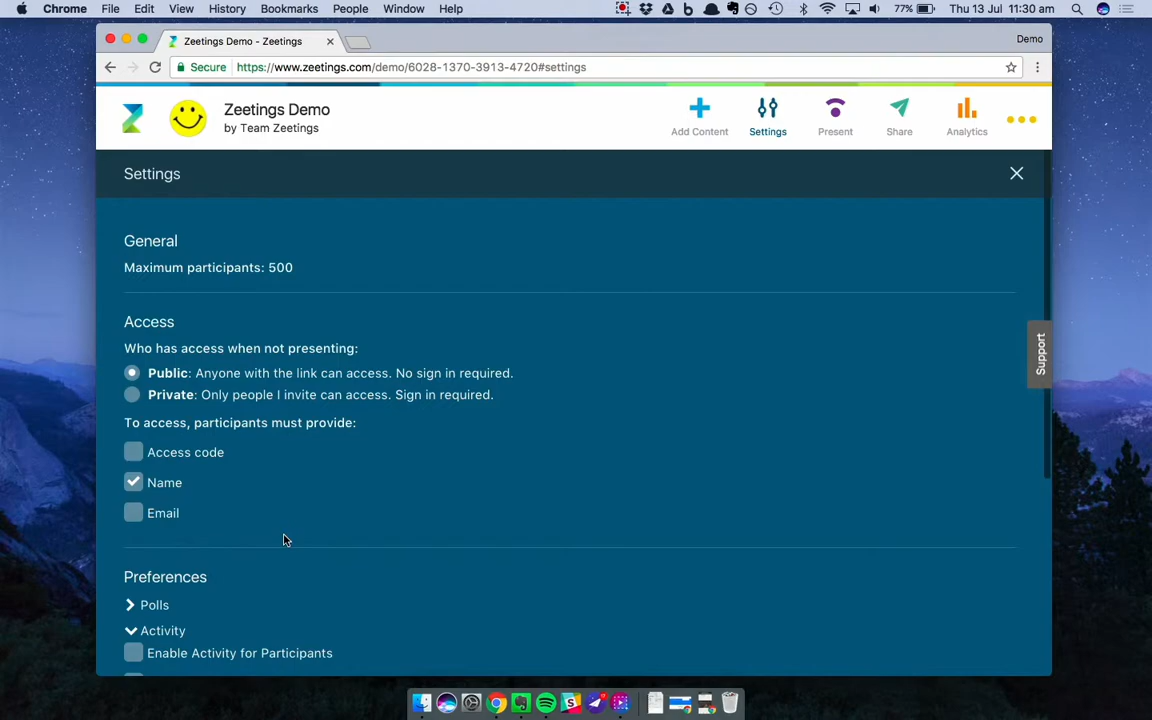 Chrome File Edit View History Bookmarks People Window Help 77% Thu 13 Jul 11:30 am
Zeetings Demo - Zeetings Demo
Secure https://www.zeetings.com/demo/6028-1370-3913-4720#settings
Zeetings Demo
by Team Zeetings
Add Content Settings Present Share Analytics
Settings
General
Maximum participants: 500
Access
Who has access when not presenting:
Public: Anyone with the link can access. No sign in required.
Private: Only people I invite can access. Sign in required.
Support
To access, participants must provide:
Access code
Name
Email
Preferences
Polls
Activity
Enable Activity for Participants